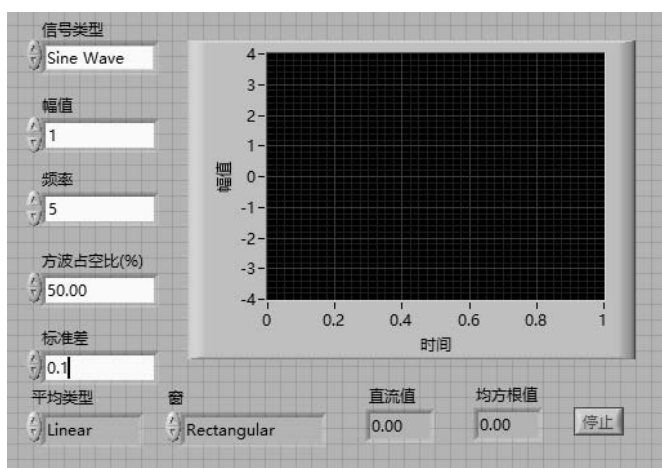 信号类型
Sine Wave
幅值
1
频率
5
方波占空比(%)
50.00
标准差
0.1
平均类型
Linear
窗
Rectangular
幅值
4
3
2
1
0
-1
-2
-3
-4
0 0.2 0.4 0.6 0.8 1
时间
直流值
0.00
均方根值
0.00
停止